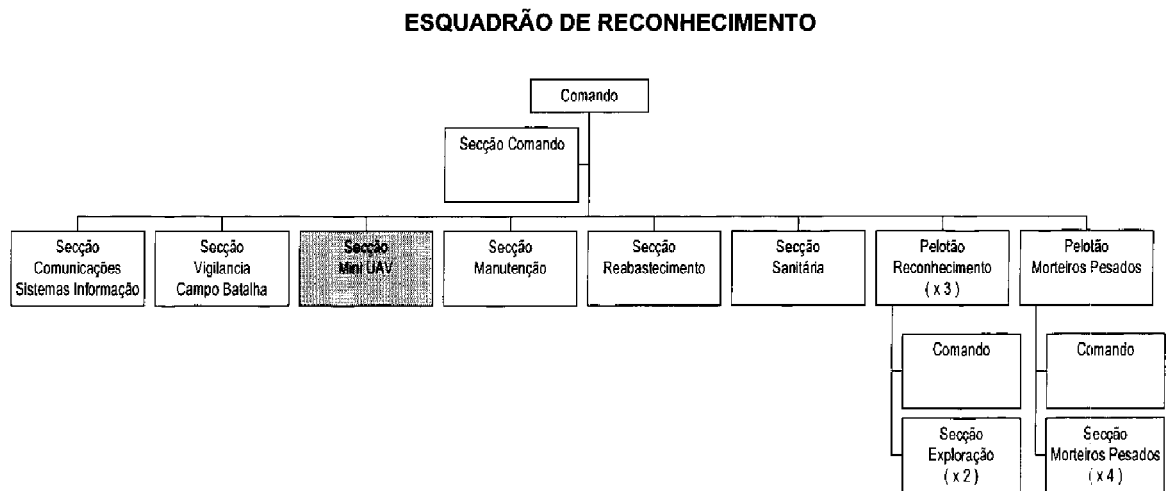 ESQUADRÃO DE RECONHECIMENTO
Comando
Secção Comando
Secção
Comunicações
Sistemas Informação
Secção
Vigilancia
Campo Batalha
Secção
Mini UAV
Secção
Manutenção
Secção
Reabastecimento
Secção
Sanitária
Pelotão
Reconhecimento
( x 3 )
Pelotão
Morteiros Pesados
Comando
Comando
Secção
Exploração
( x 2 )
Secção
Morteiros Pesados
( x 4 )